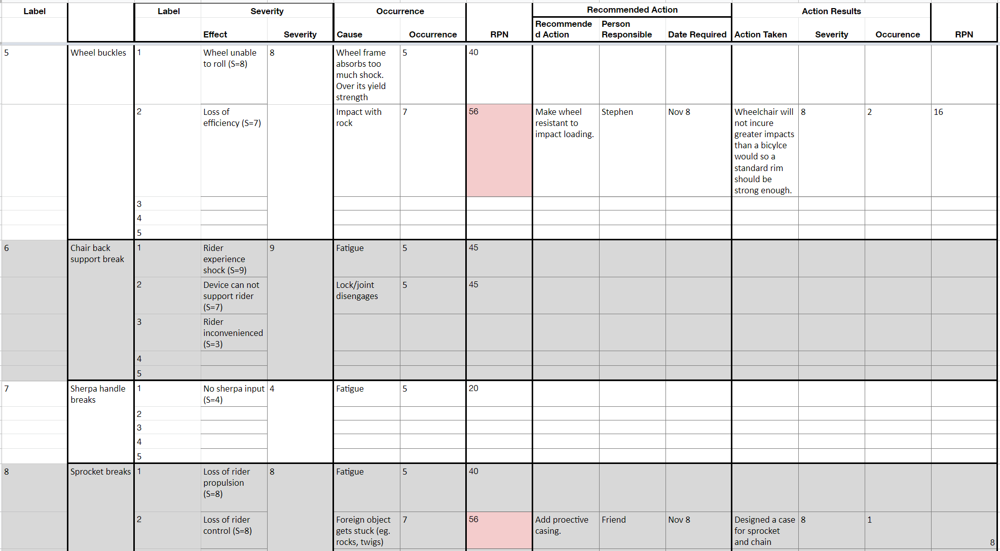 Label Label Severity Occurrence Recommended Action Action Results
Effect Severity Cause Occurrence RPN Recommende Person Date Required Action Taken Severity Occurence RPN
d Action Responsible
5 Wheel buckles 1 Wheel unable 8 Wheel frame 5 40
to roll (S=8) absorbs too
much shock.
Over its yield
strength
2 Loss of Impact with 7 56 Make wheel Stephen Nov 8 Wheelchair will 8 2 16
efficiency (S=7) rock resistant to not incure
impact loading. greater impacts
than a bicylce
would so a
standard rim
should be
strong enough.
3
4
5
6 Chair back 1 Rider 9 Fatigue 5 45
support break experience
shock (S=9)
2 Device can not Lock/joint 5 45
support rider disengages
(S=7)
3 Rider
inconvenienced
(S=3)
4
5
7 Sherpa handle 1 No sherpa input 4 Fatigue 5 20
breaks (S=4)
2
3
4
5
8 Sprocket breaks 1 Loss of rider 8 Fatigue 5 40
propulsion
(S=8)
2 Loss of rider Foreign object 7 56 Add proective Friend Nov 8 Designed a case 8 1
control (S=8) gets stuck (eg. casing. for sprocket
rocks, twigs) and chain 8